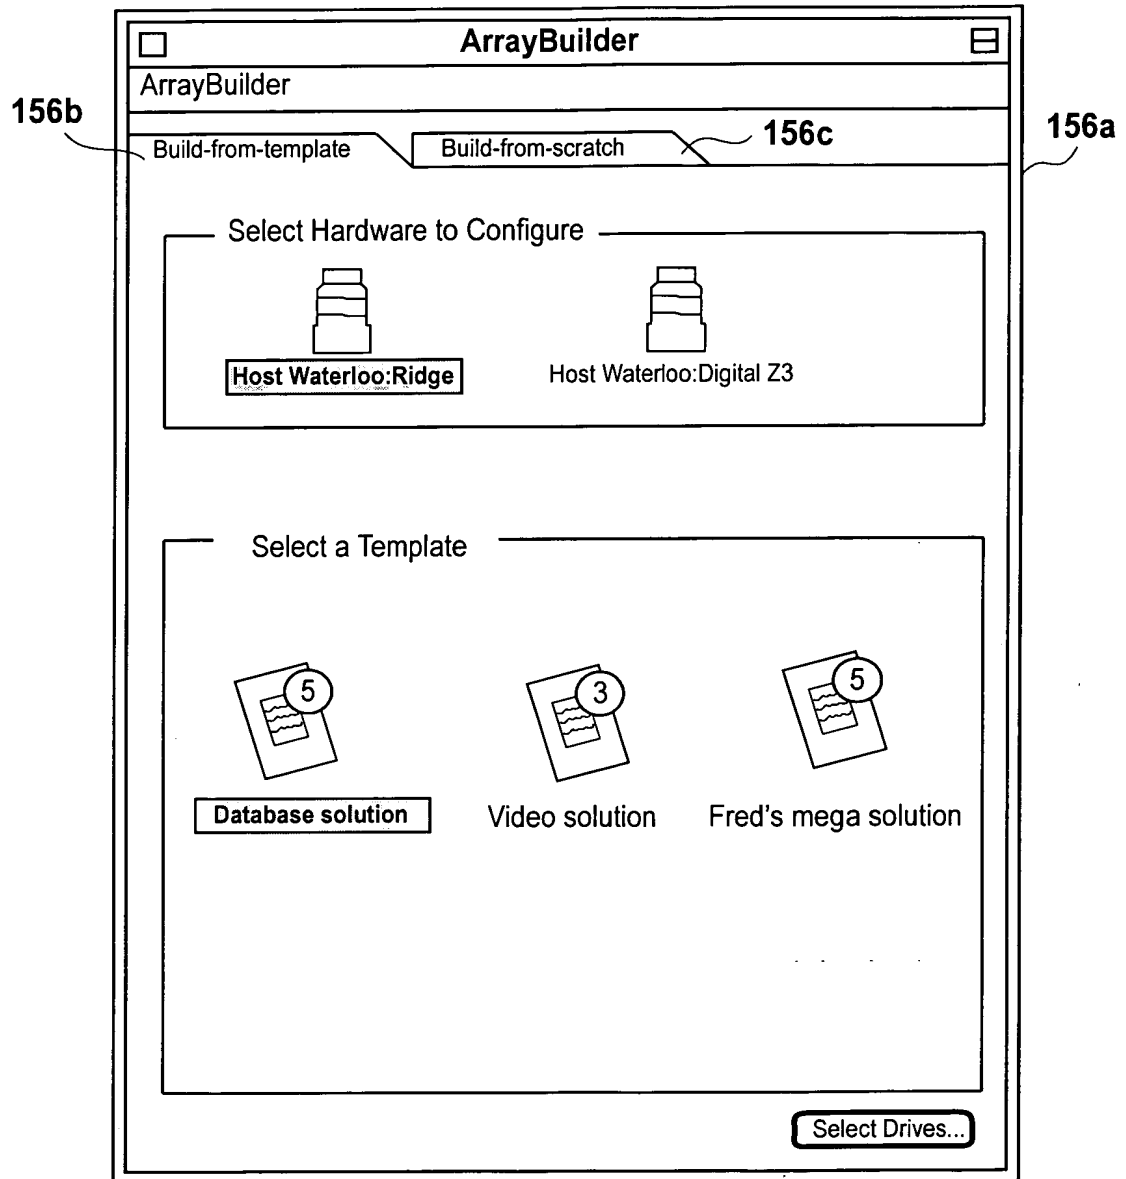 ArrayBuilder
ArrayBuilder
156b
156c
156a
Build-from-template
Build-from-scratch
Select Hardware to Configure
Host Waterloo:Ridge
Host Waterloo:Digital Z3
Select a Template
5
3
5
Database solution
Video solution
Fred's mega solution
Select Drives...